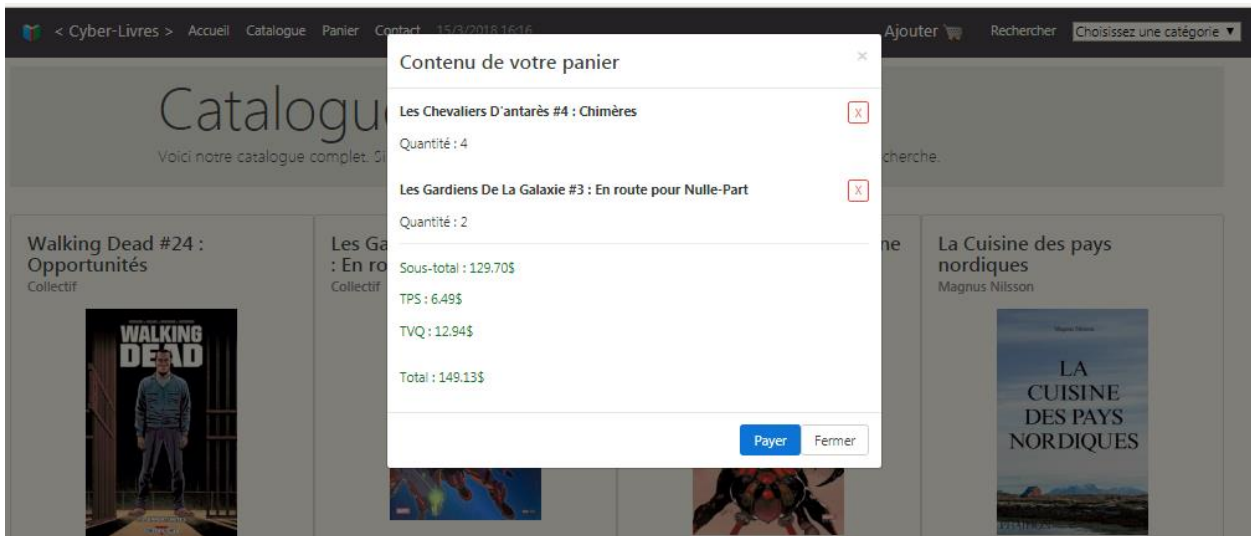 < Cyber-Livres > Accueil Catalogue Panier Contact 15/3/2018 16:16 Ajouter Rechercher Choisissez une catégorie
Contenu de votre panier ×
Catalogu
Les Chevaliers D'antarès #4 : Chimères X
Quantité : 4
Voici notre catalogue complet. Si cherche.
Les Gardiens De La Galaxie #3 : En route pour Nulle-Part X
Quantité : 2
Sous-total : 129.70$
TPS : 6.49$
TVQ : 12.94$
Total : 149.13$
Payer Fermer
Walking Dead #24 :
Opportunités
Collectif
WALKING
DEAD
Les Ga
: En ro
Collectif
ne
La Cuisine des pays
nordiques
Magnus Nilsson
LA
CUISINE
DES PAYS
NORDIQUES